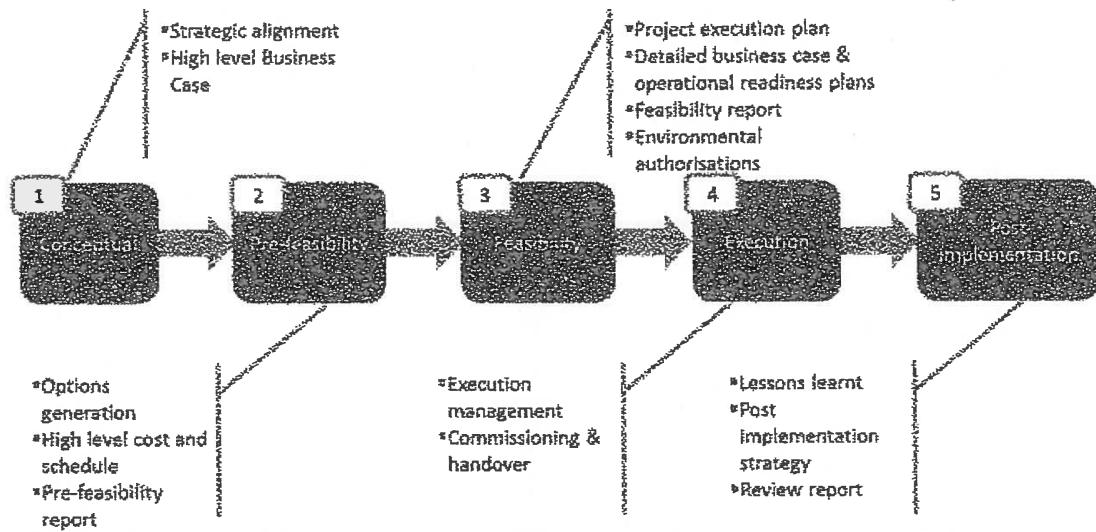 *Strategic alignment
*High level Business
Case
*Project execution plan
*Detailed business case &
operational readiness plans
*Feasibility report
*Environmental
authorisations
1
Conceptual
2
Pre-feasibility
3
Feasibility
4
Execution
5
Post
implementation
*Options
generation
*High level cost and
schedule
*Pre-feasibility
report
*Execution
management
*Commissioning &
handover
*Lessons learnt
*Post
implementation
strategy
*Review report